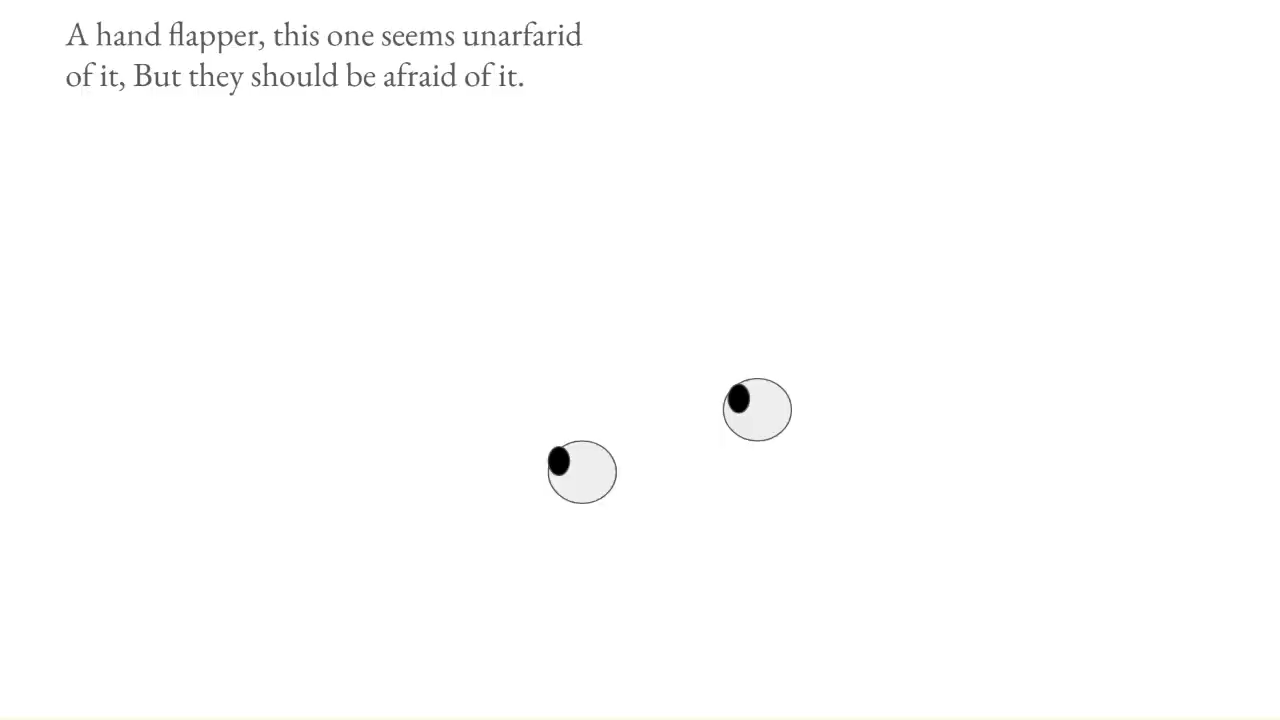 A hand flapper, this one seems unarfarid
of it, But they should be afraid of it.